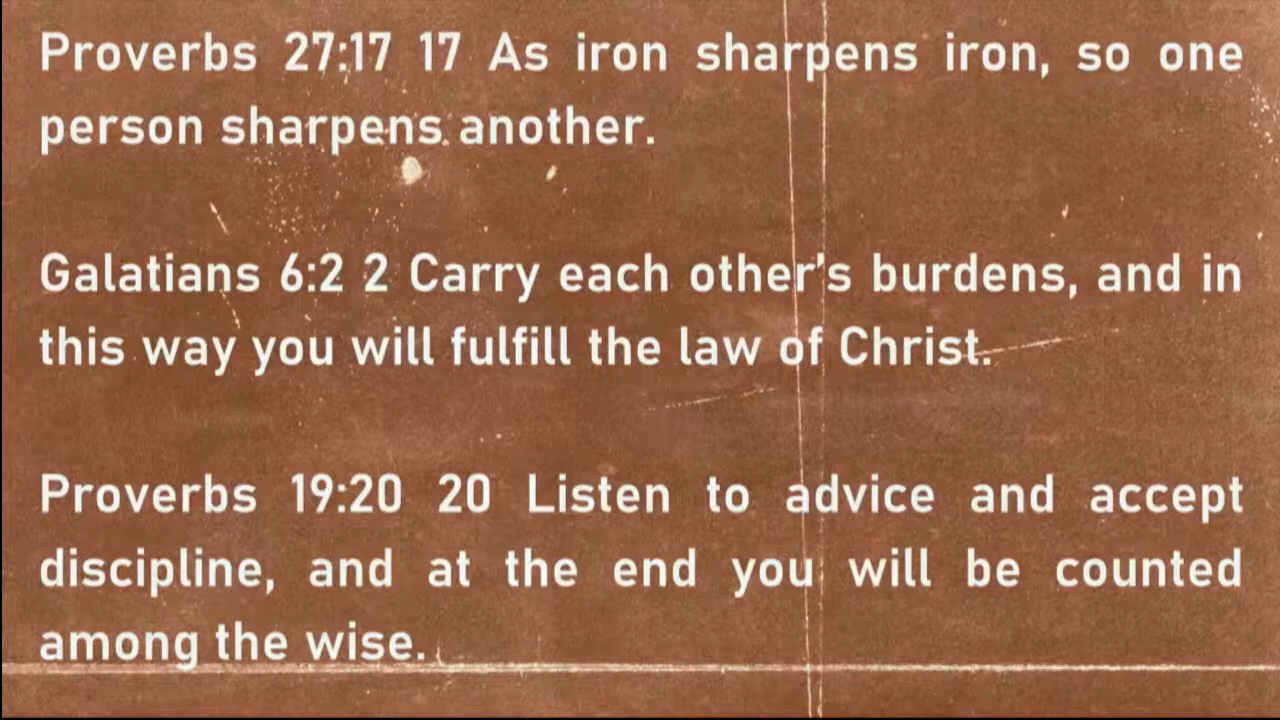 Proverbs 27:17 17 As iron sharpens iron, so one
person sharpens another.
Galatians 6:2 2 Carry each other's burdens, and in
this way you will fulfill the law of Christ.
Proverbs 19:20 20 Listen to advice and accept
discipline, and at the end you will be counted
among the wise.